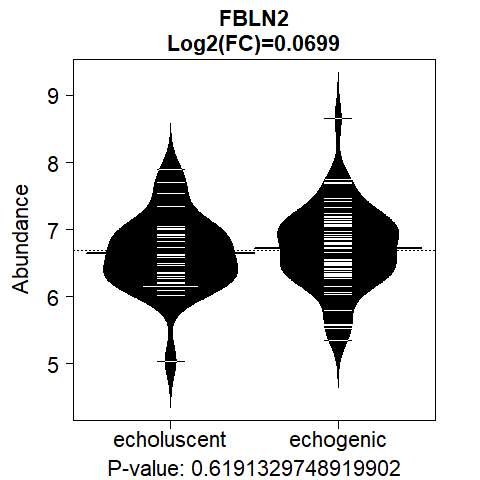 FBLN2
Log2(FC)=0.0699
Abundance
9
8
7
6
5
echoluscent echogenic
P-value: 0.6191329748919902